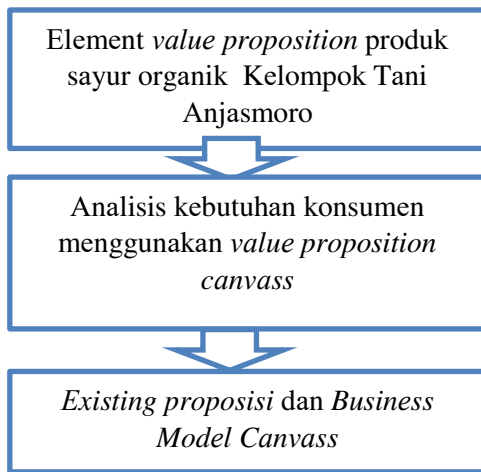 Element value proposition produk
sayur organik Kelompok Tani
Anjasmoro
Analisis kebutuhan konsumen
menggunakan value proposition
canvass
Existing proposisi dan Business
Model Canvass